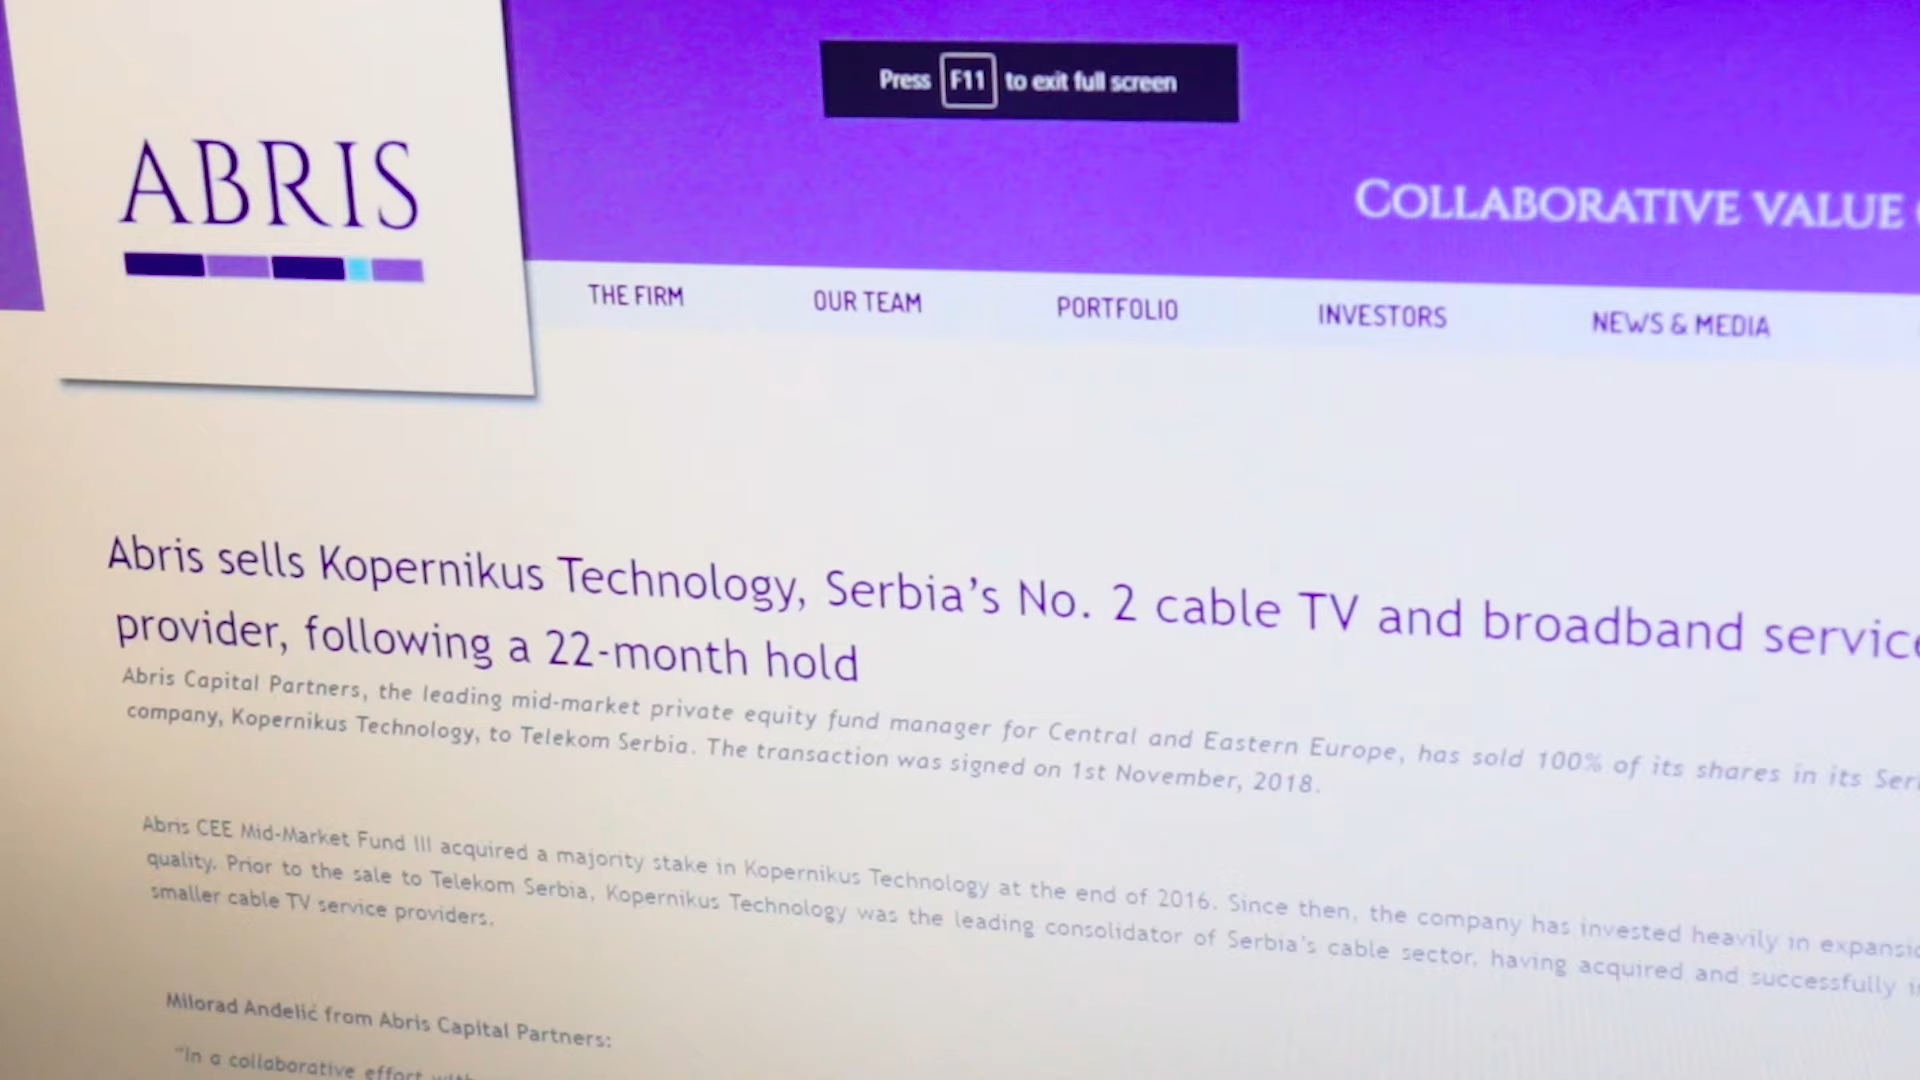 Press F11 to exit full screen
ABRIS
COLLABORATIVE VALUE
THE FIRM OUR TEAM PORTFOLIO INVESTORS NEWS & MEDIA
Abris sells Kopernikus Technology, Serbia's No. 2 cable TV and broadband service
provider, following a 22-month hold
Abris Capital Partners, the leading mid-market private equity fund manager for Central and Eastern Europe, has sold 100% of its shares in its
company, Kopernikus Technology, to Telekom Serbia. The transaction was signed on 1st November, 2018.
Abris CEE Mid-Market Fund III acquired a majority stake in Kopernikus Technology at the end of 2016. Since then, the company has invested heavily in
quality. Prior to the sale to Telekom Serbia, Kopernikus Technology was the leading consolidator of Serbia's cable sector, having acquired and successfully
smaller cable TV service providers.
Milorad Andelić from Abris Capital Partners:
"In a collaborative effort with